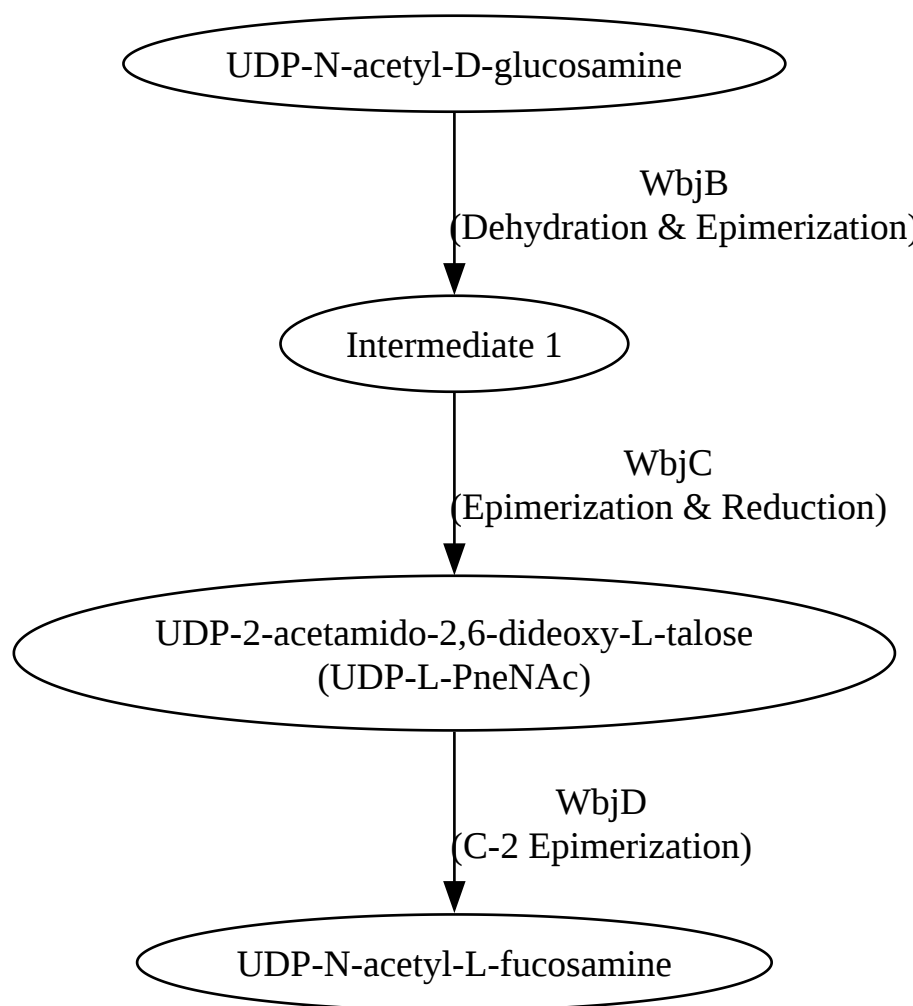 UDP-N-acetyl-D-glucosamine
WbjB
(Dehydration & Epimerization)
Intermediate 1
WbjC
(Epimerization & Reduction)
UDP-2-acetamido-2,6-dideoxy-L-talose
(UDP-L-PneNAc)
WbjD
(C-2 Epimerization)
UDP-N-acetyl-L-fucosamine